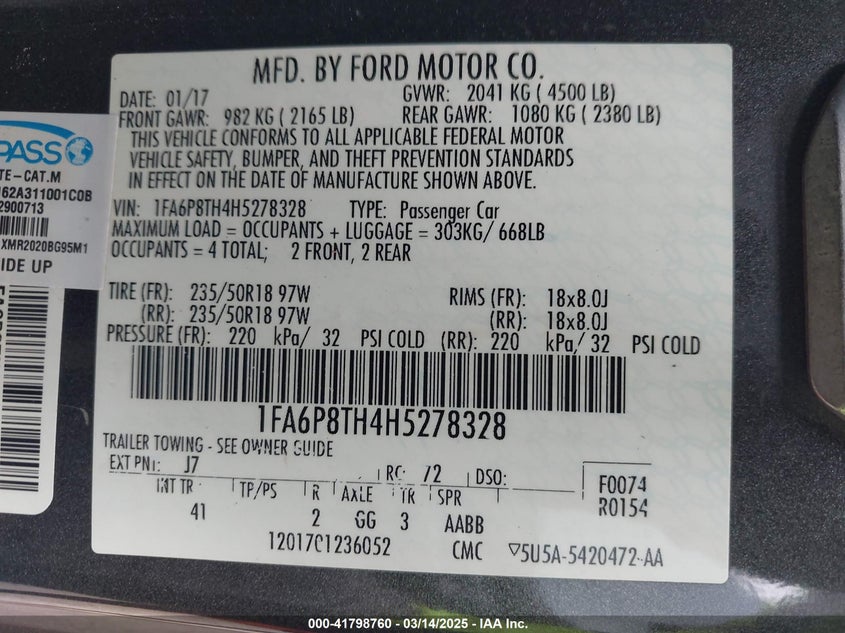 MFD. BY FORD MOTOR CO.
DATE: 01/17 GVWR: 2041 KG ( 4500 LB)
FRONT GAWR: 982 KG ( 2165 LB) REAR GAWR: 1080 KG ( 2380 LB)
THIS VEHICLE CONFORMS TO ALL APPLICABLE FEDERAL MOTOR
VEHICLE SAFETY, BUMPER, AND THEFT PREVENTION STANDARDS
IN EFFECT ON THE DATE OF MANUFACTURE SHOWN ABOVE.
VIN: 1FA6P8TH4H5278328 TYPE: Passenger Car
MAXIMUM LOAD = OCCUPANTS + LUGGAGE = 303KG/ 668LB
OCCUPANTS = 4 TOTAL; 2 FRONT, 2 REAR
TIRE (FR): 235/50R18 97W RIMS (FR): 18x8.0J
(RR): 235/50R18 97W (RR): 18x8.0J
PRESSURE (FR): 220 kPa/ 32 PSI COLD (RR): 220 kPa/ 32 PSI COLD
1FA6P8TH4H5278328
TRAILER TOWING - SEE OWNER GUIDE
EXT PNT: J7 RC: 72 DSO: F0074
INT TR TP/PS R AXLE TR SPR R0154
41 2 GG 3 AABB
12017C1236052 CMC 5U5A-5420472-AA
PASS
TE-CAT.M
62A311001C0B
2900713
XMR2020BG95M1
IDE UP
000-41798760 — 03/14/2025 — IAA Inc.